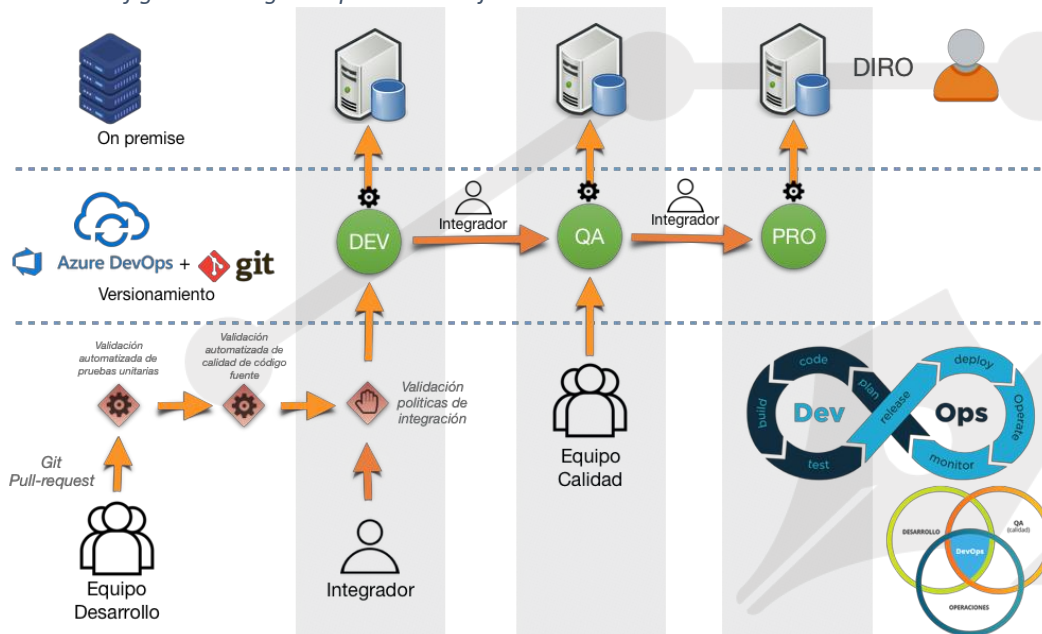 DIRO
On premise
Integrador
Integrador
DEV
QA
PRO
Azure DevOps + git
Versionamiento
Validación
automatizada de
pruebas unitarias
Validación
automatizada de
calidad de código
fuente
Validación
políticas de
integración
Git
Pull-request
Equipo
Desarrollo
Integrador
Equipo
Calidad
code
plan
build
test
release
deploy
Operate
monitor
Dev
Ops
DESARROLLO
QA
(calidad)
DevOps
OPERACIONES